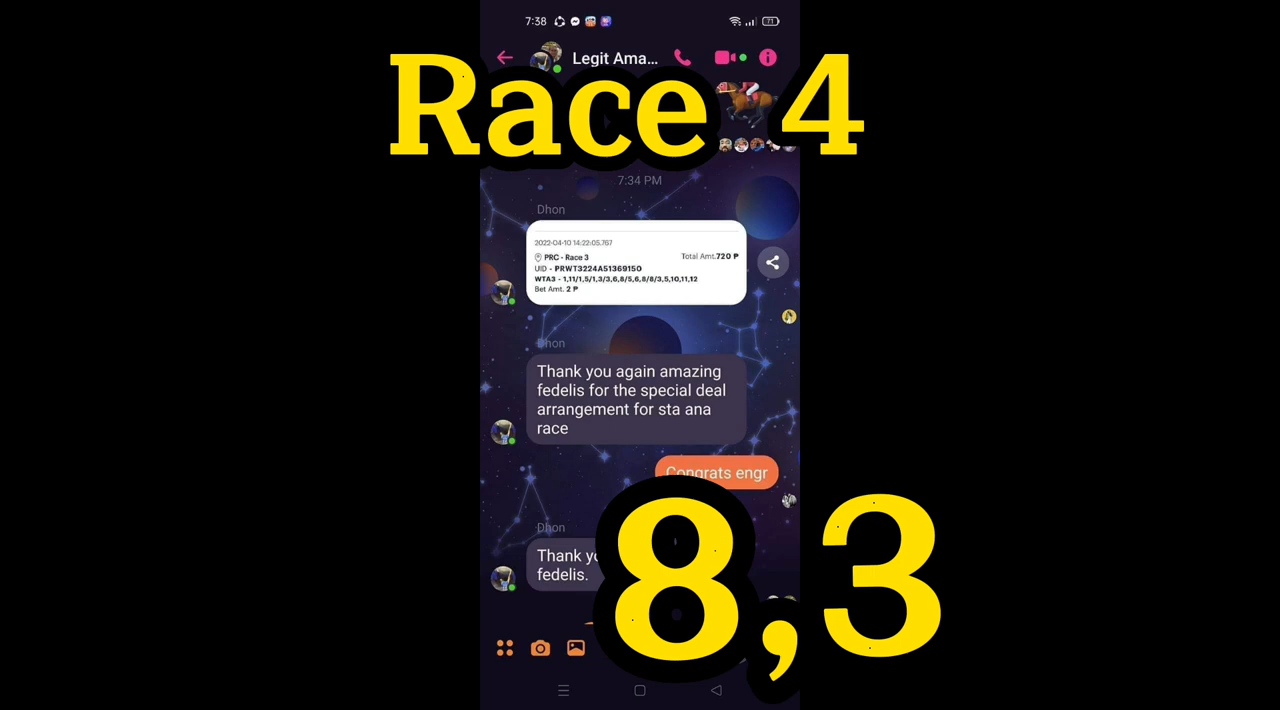 7:38
71
Legit Ama...
Race 4
7:34 PM
Dhon
2022-04-10 14:22:05.767
PRC - Race 3
Total Amt.720 ₱
UID - PRWT3224A51369150
WTA3 - 1,11/1,5/1,3/3,6,8/5,6,8/8/3,5,10,11,12
Bet Amt. 2 ₱
Dhon
Thank you again amazing
fedelis for the special deal
arrangement for sta ana
race
Congrats engr
Dhon
fedelis.
8,3